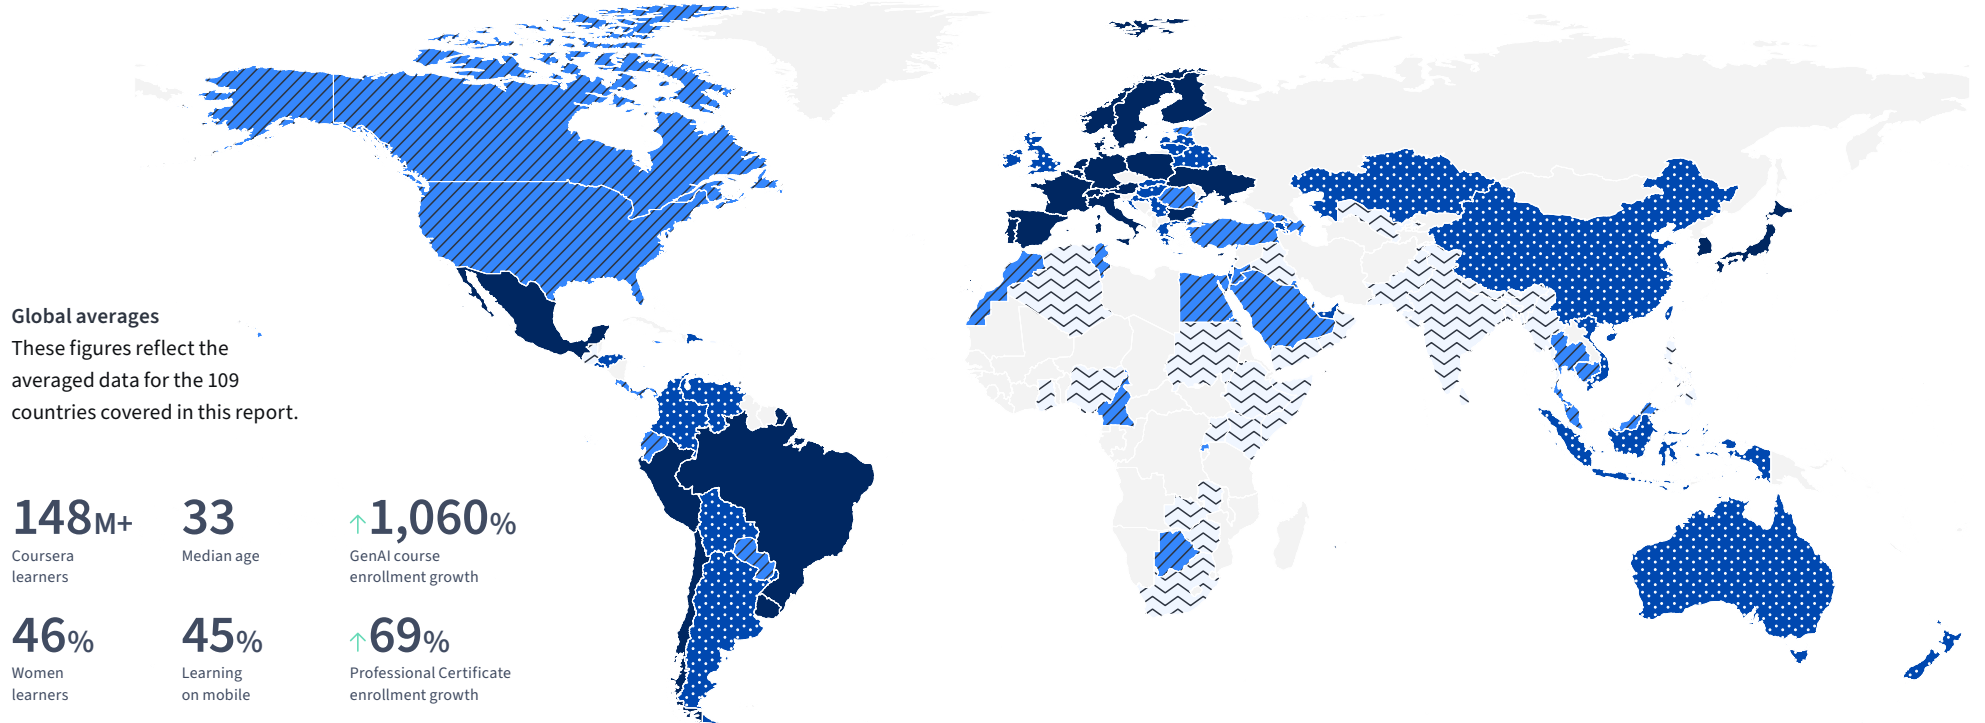 Global averages
These figures reflect the
averaged data for the 109
countries covered in this report.
148M+
Coursera
learners
33
Median age
↑1,060%
GenAI course
enrollment growth
46%
Women
learners
45%
Learning
on mobile
↑69%
Professional Certificate
enrollment growth